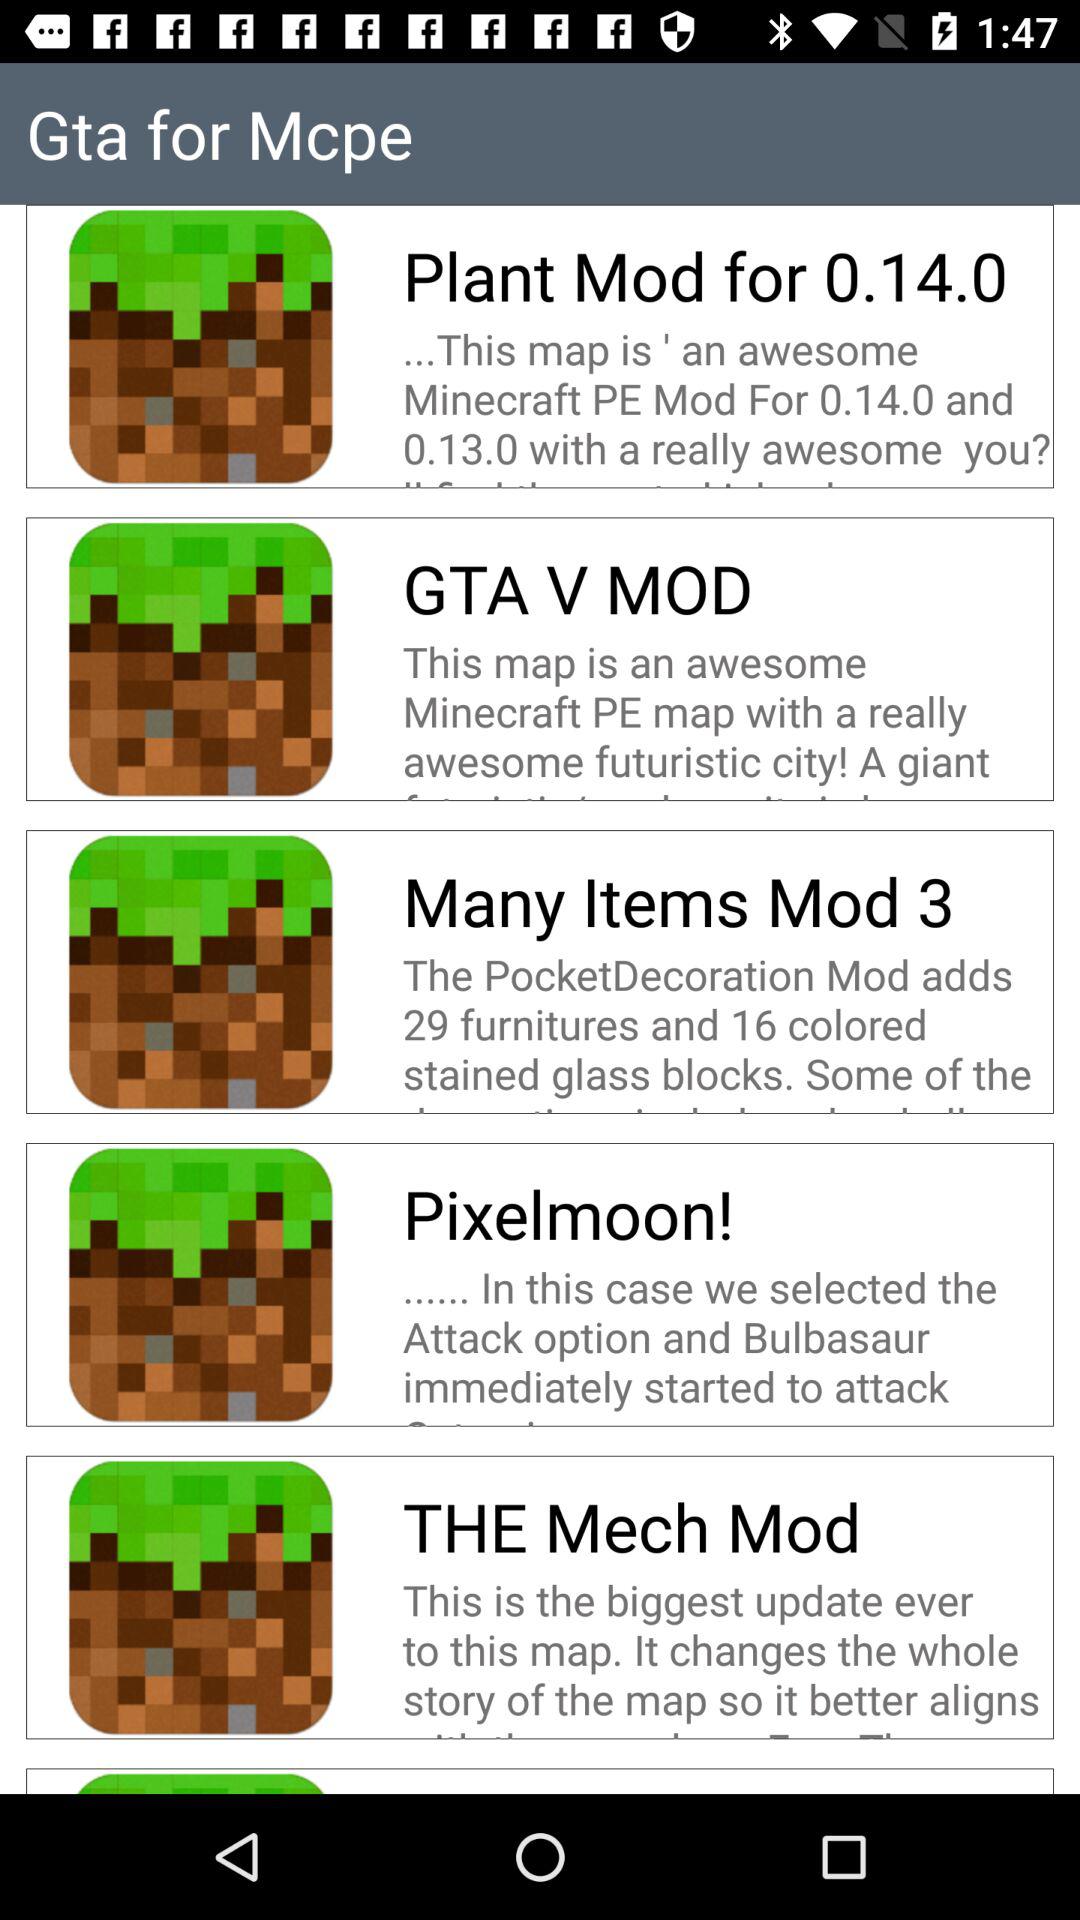 1:47
Gta for Mcpe
Plant Mod for 0.14.0
...This map is ' an awesome
Minecraft PE Mod For 0.14.0 and
0.13.0 with a really awesome  you?
GTA V MOD
This map is an awesome
Minecraft PE map with a really
awesome futuristic city! A giant
Many Items Mod 3
The PocketDecoration Mod adds
29 furnitures and 16 colored
stained glass blocks. Some of the
Pixelmoon!
...... In this case we selected the
Attack option and Bulbasaur
immediately started to attack
THE Mech Mod
This is the biggest update ever
to this map. It changes the whole
story of the map so it better aligns